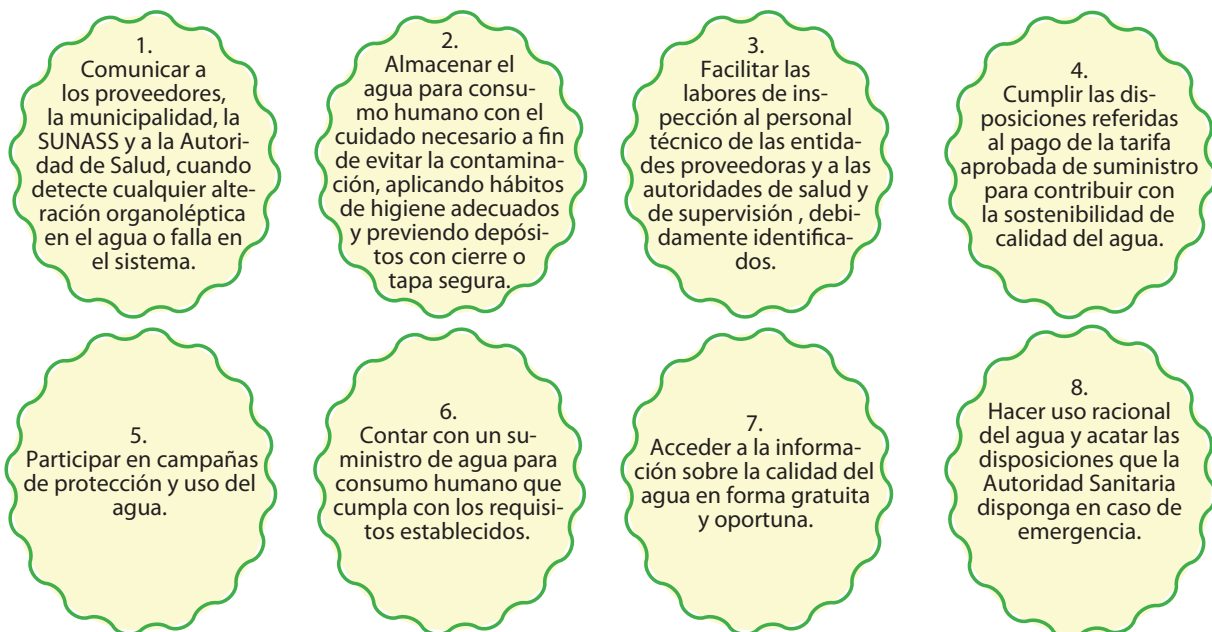 1.
Comunicar a
los proveedores,
la municipalidad, la
SUNASS y a la Autori-
dad de Salud, cuando
detecte cualquier alte-
ración organoléptica
en el agua o falla en
el sistema.
2.
Almacenar el
agua para consu-
mo humano con el
cuidado necesario a fin
de evitar la contamina-
ción, aplicando hábitos
de higiene adecuados
y previendo depósi-
tos con cierre o
tapa segura.
3.
Facilitar las
labores de ins-
pección al personal
técnico de las entida-
des proveedoras y a las
autoridades de salud y
de supervisión , debi-
damente identifica-
dos.
4.
Cumplir las dis-
posiciones referidas
al pago de la tarifa
aprobada de suministro
para contribuir con
la sostenibilidad de
calidad del agua.
5.
Participar en campañas
de protección y uso del
agua.
6.
Contar con un su-
ministro de agua para
consumo humano que
cumpla con los requisi-
tos establecidos.
7.
Acceder a la informa-
ción sobre la calidad del
agua en forma gratuita
y oportuna.
8.
Hacer uso racional
del agua y acatar las
disposiciones que la
Autoridad Sanitaria
disponga en caso de
emergencia.